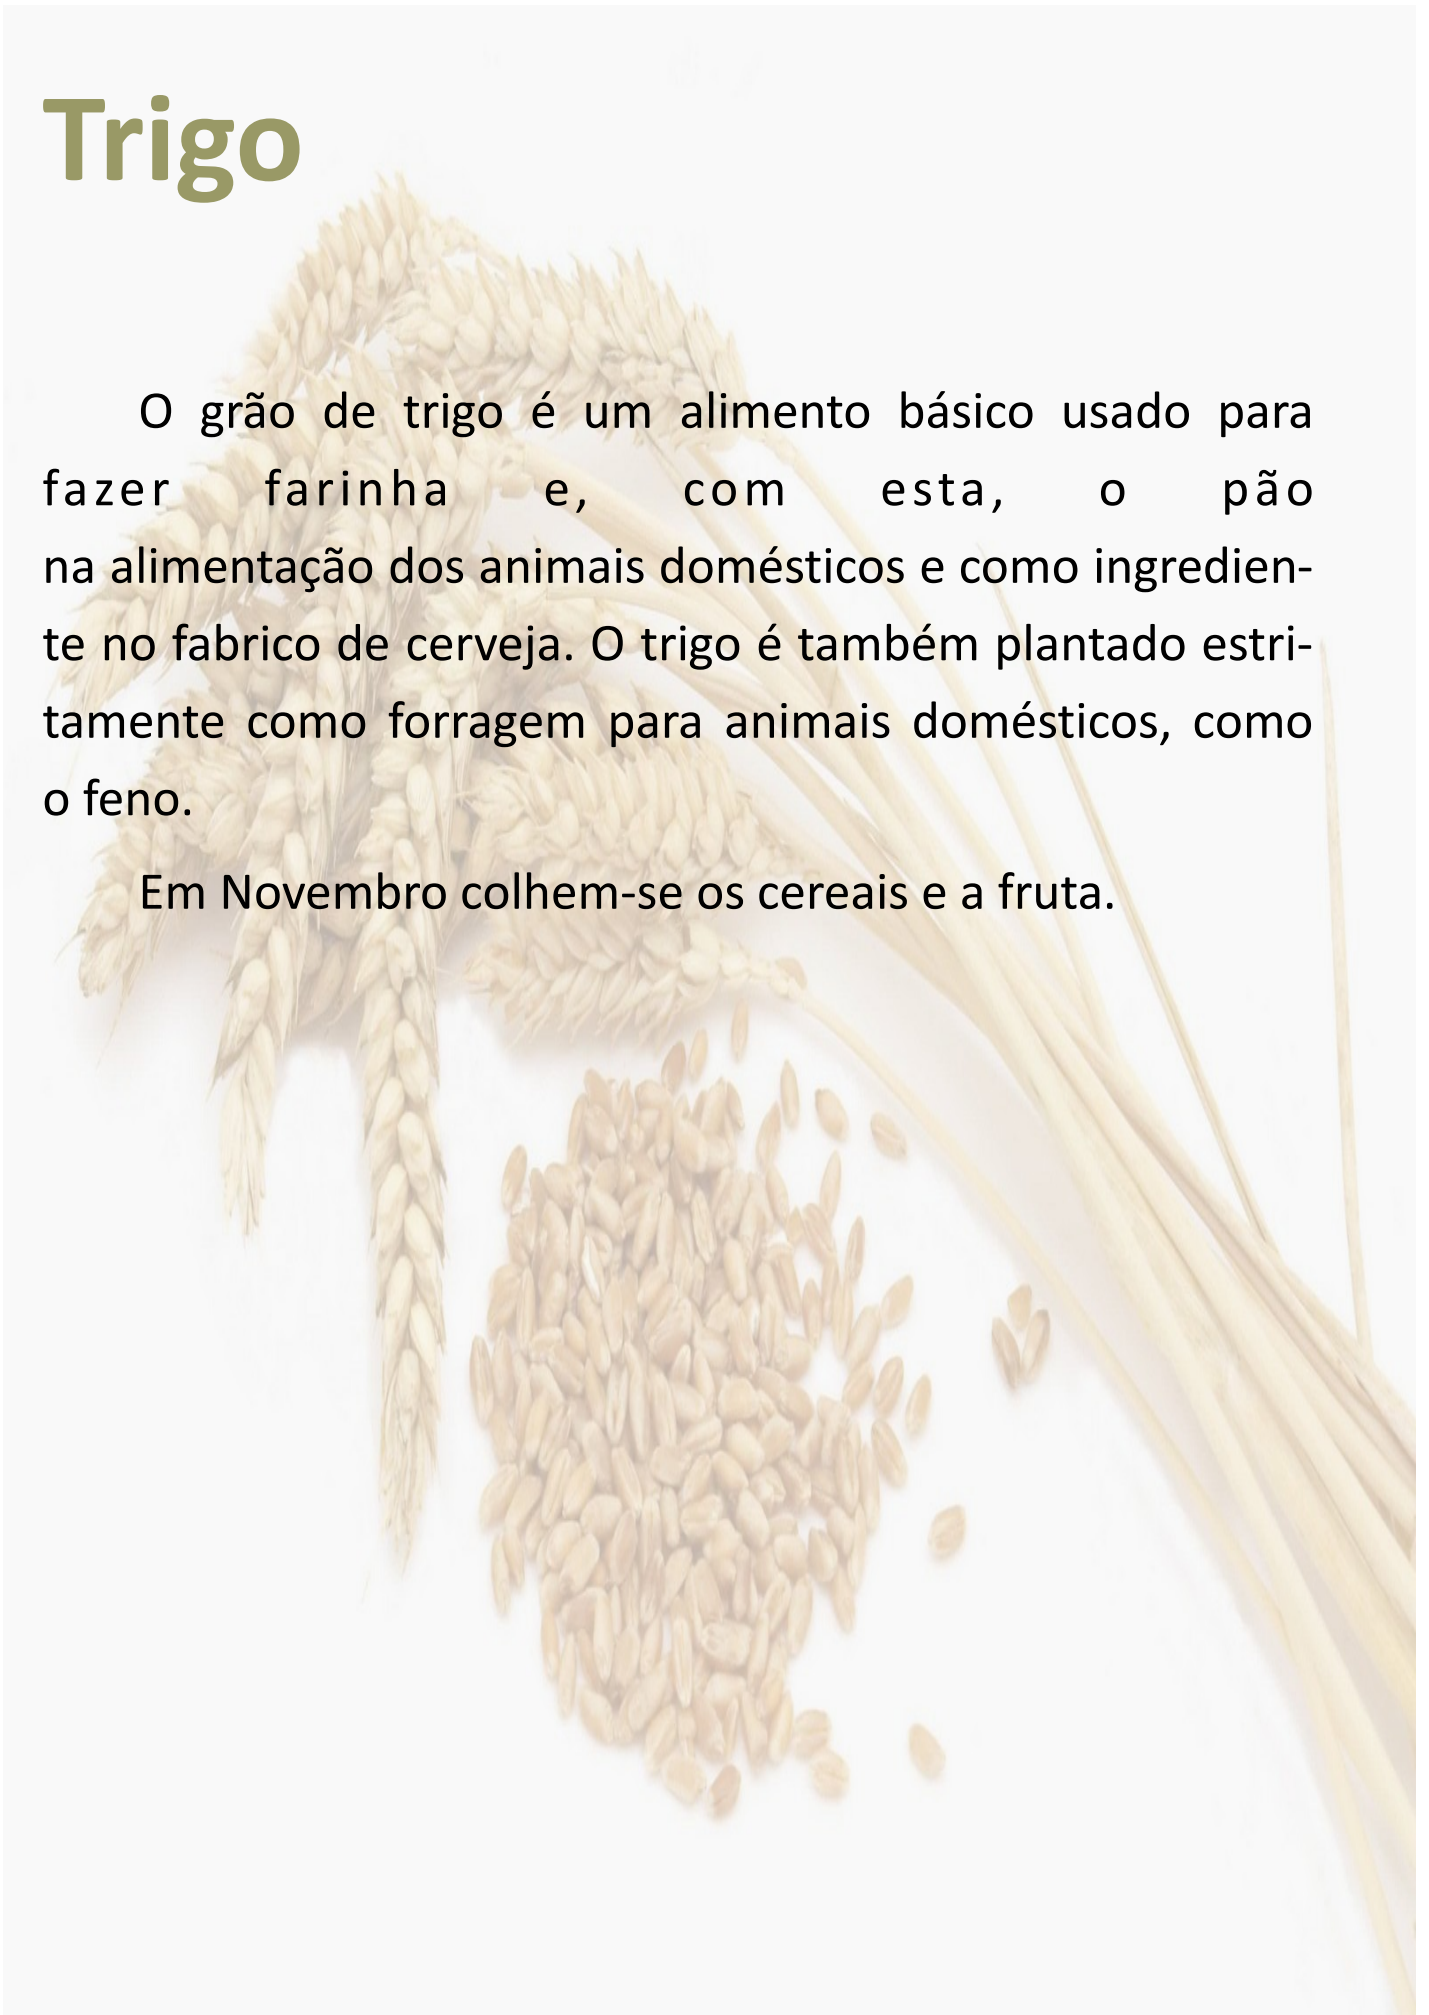 Trigo
O grão de trigo é um alimento básico usado para
fazer farinha e, com esta, o pão
na alimentação dos animais domésticos e como ingredien-
te no fabrico de cerveja. O trigo é também plantado estri-
tamente como forragem para animais domésticos, como
o feno.
Em Novembro colhem-se os cereais e a fruta.